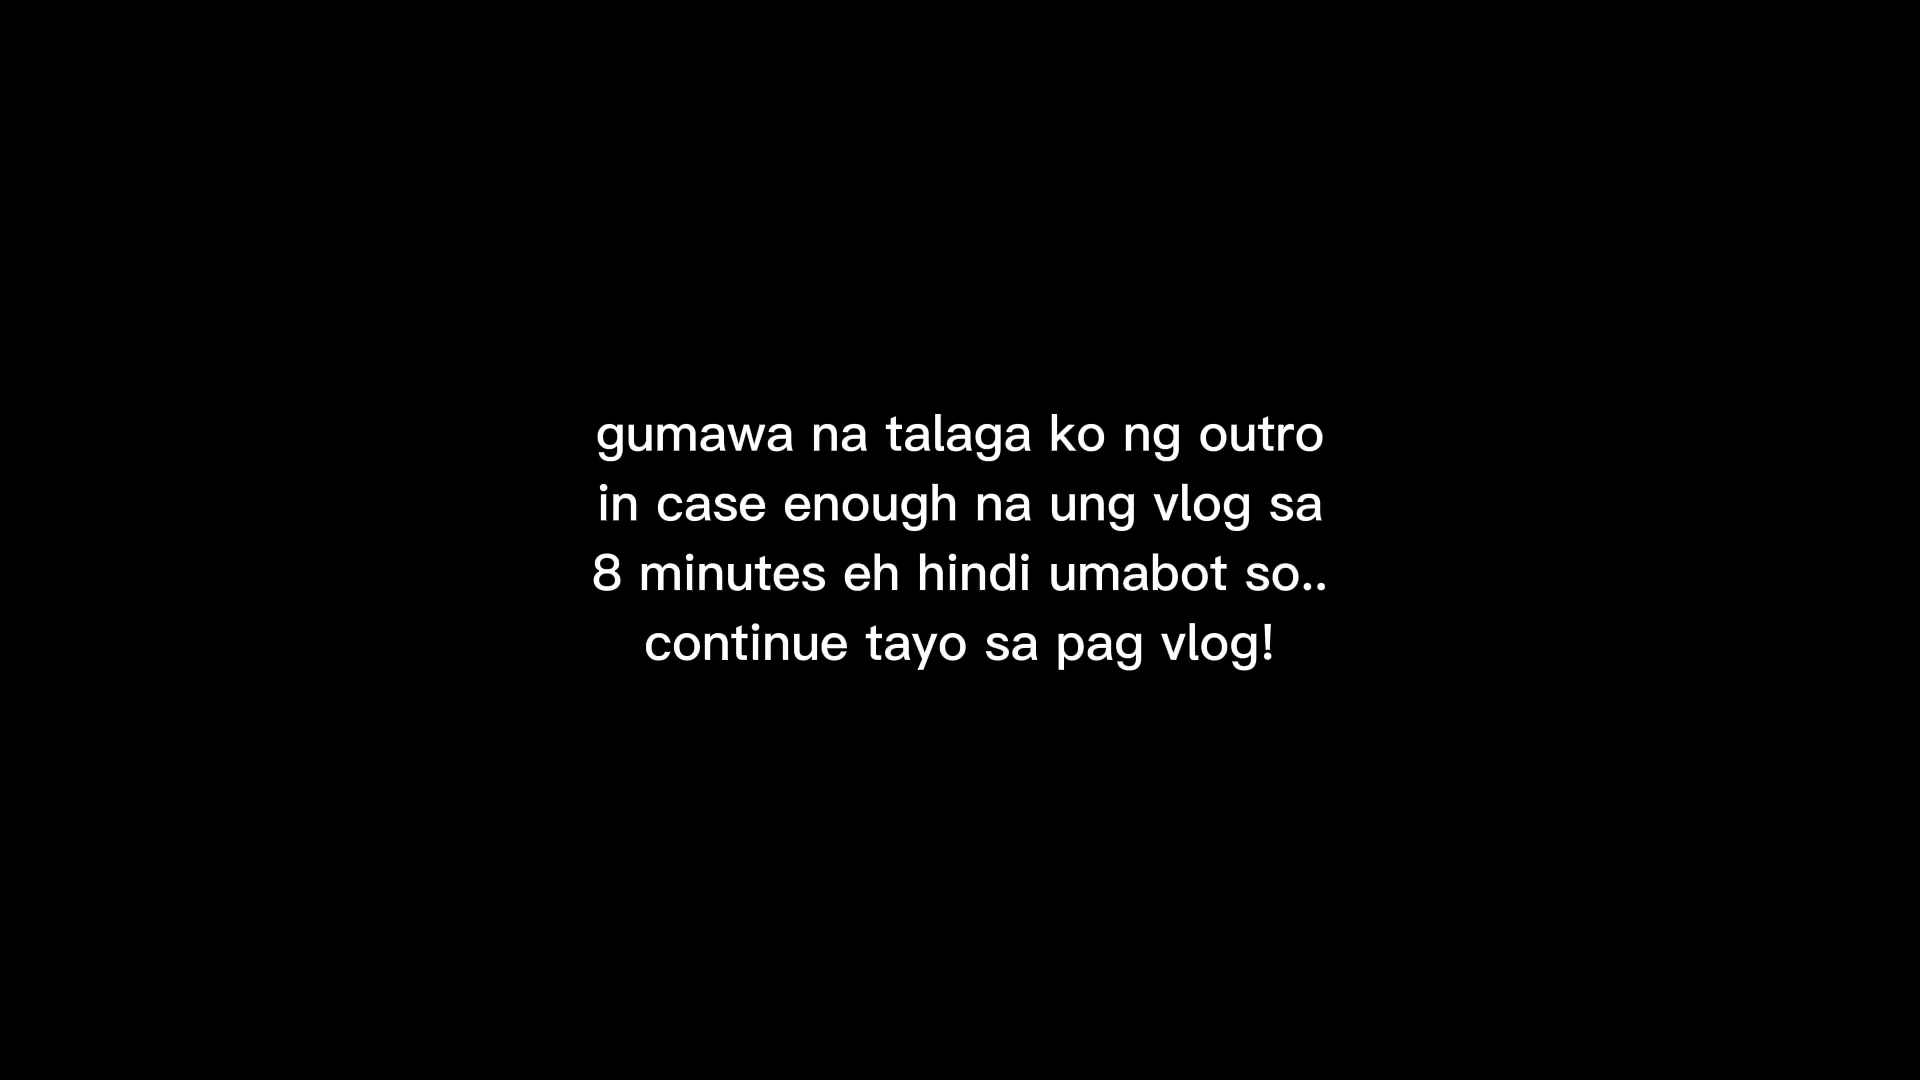 gumawa na talaga ko ng outro
in case enough na ung vlog sa
8 minutes eh hindi umabot so..
continue tayo sa pag vlog!